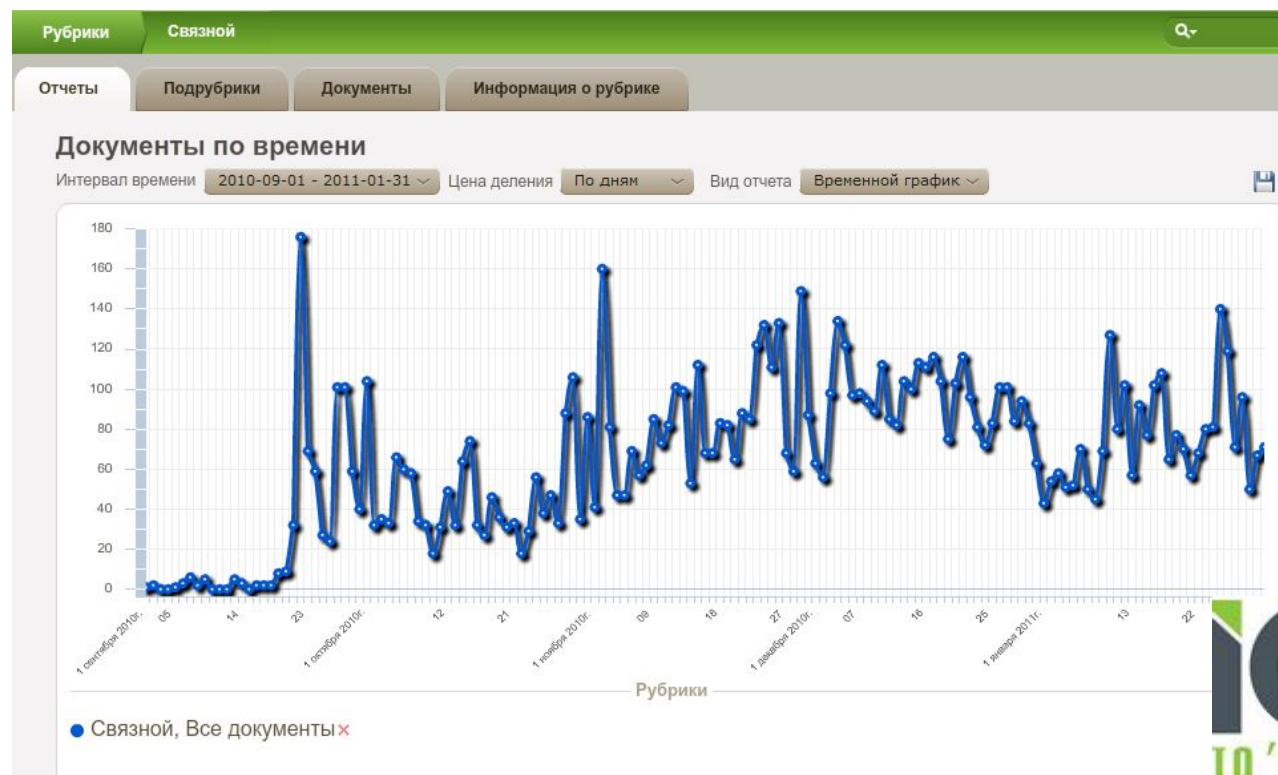 Рубрики Связной
Отчеты Подрубрики Документы Информация о рубрике
Документы по времени
Интервал времени 2010-09-01 - 2011-01-31 Цена деления По дням Вид отчета Временной график
180
160
140
120
100
80
60
40
20
0
1 сентября 2010г. 05 14 23 1 октября 2010г. 12 21 1 ноября 2010г. 09 18 27 1 декабря 2010г. 07 16 25 1 января 2011г. 13 22
Рубрики
Связной, Все документы